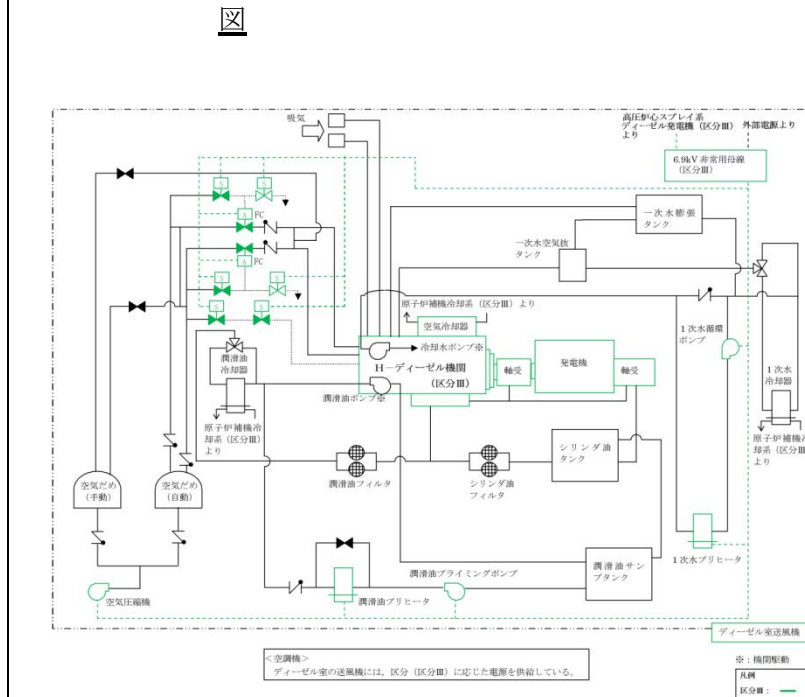 図
吸気
高圧炉心スプレイ系
ディーゼル発電機（区分Ⅲ）
より
外部電源より
6.9kV 非常用母線
（区分Ⅲ）
S
S
A
FC
A
FC
S
S
S
S
一次水膨張
タンク
一次水空気抜
タンク
原子炉補機冷却系（区分Ⅲ）より
空気冷却器
冷却水ポンプ※
H－ディーゼル機関
（区分Ⅲ）
軸受
発電機
軸受
1次水循環
ポンプ
1次水
冷却器
潤滑油
冷却器
潤滑油ポンプ※
原子炉補機冷
却系（区分Ⅲ）
より
原子炉補機冷
却系（区分Ⅲ
より
空気だめ
（手動）
空気だめ
（自動）
潤滑油フィルタ
シリンダ油
フィルタ
シリンダ油
タンク
1次水プリヒータ
潤滑油プライミングポンプ
潤滑油サン
プタンク
空気圧縮機
潤滑油プリヒータ
ディーゼル室送風機
＜空調機＞
ディーゼル室の送風機には、区分（区分Ⅲ）に応じた電源を供給している。
※：機関駆動
凡例
区分Ⅲ：